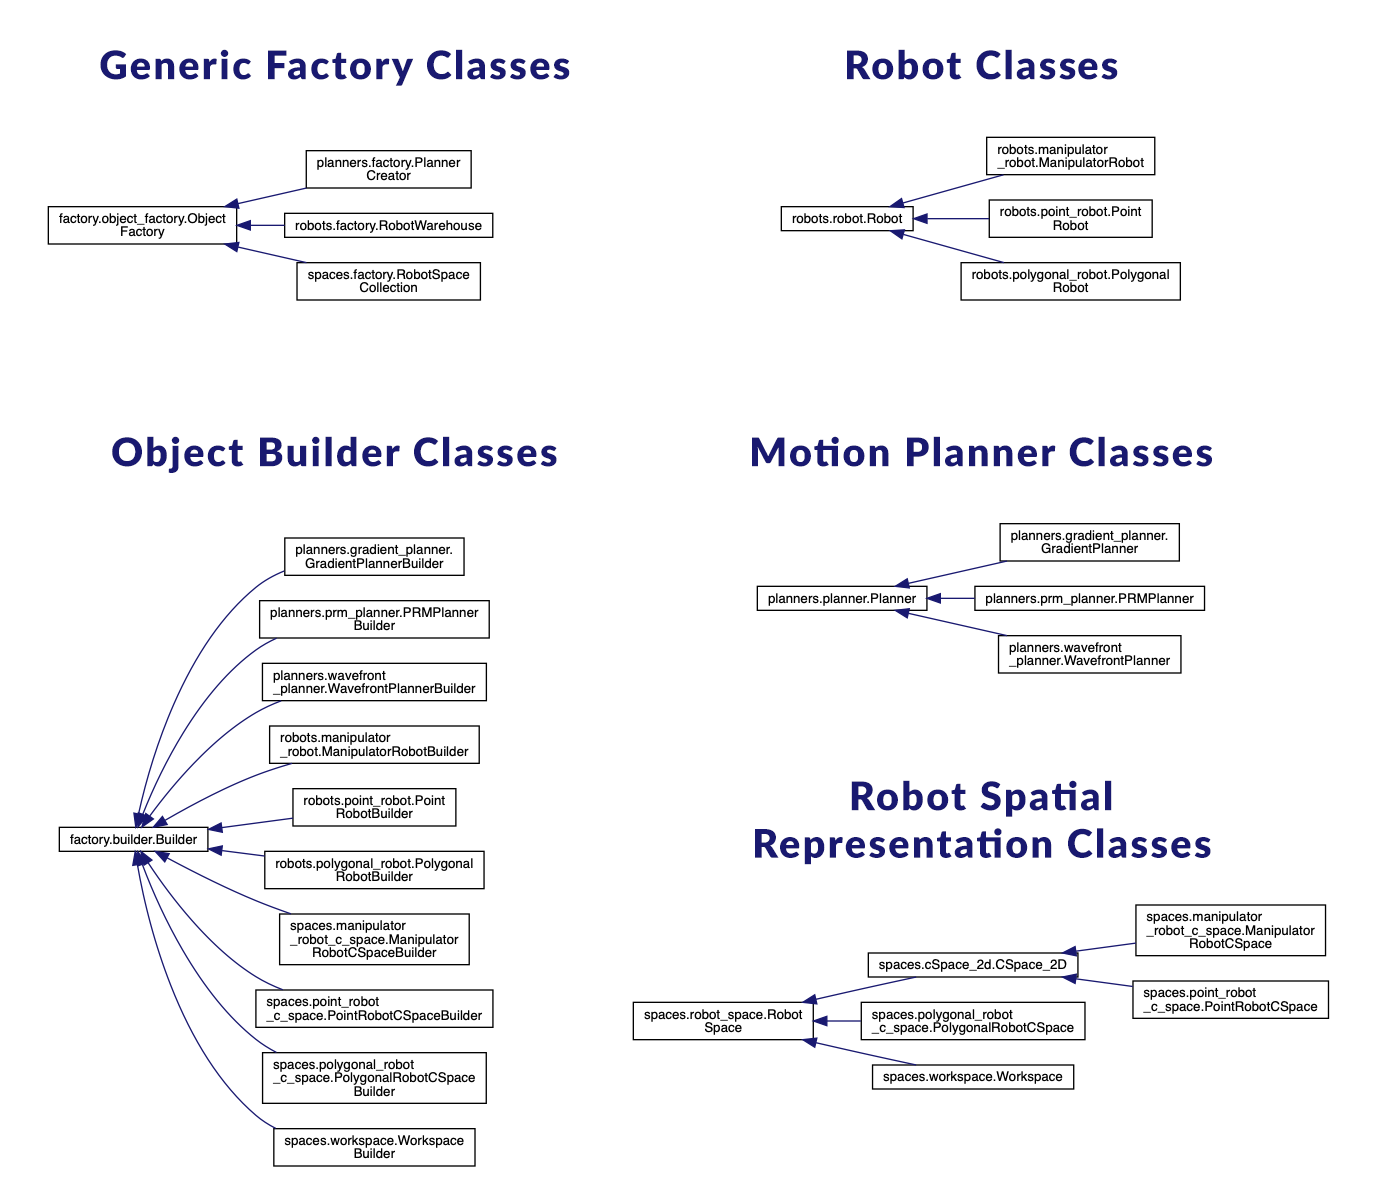 Generic Factory Classes
planners.factory.Planner
Creator
factory.object_factory.Object
Factory
robots.factory.RobotWarehouse
spaces.factory.RobotSpace
Collection
Robot Classes
robots.manipulator
_robot.ManipulatorRobot
robots.robot.Robot
robots.point_robot.Point
Robot
robots.polygonal_robot.Polygonal
Robot
Object Builder Classes
planners.gradient_planner.
GradientPlannerBuilder
planners.prm_planner.PRMPlanner
Builder
planners.wavefront
_planner.WavefrontPlannerBuilder
robots.manipulator
_robot.ManipulatorRobotBuilder
robots.point_robot.Point
RobotBuilder
factory.builder.Builder
robots.polygonal_robot.Polygonal
RobotBuilder
spaces.manipulator
_robot_c_space.Manipulator
RobotCSpaceBuilder
spaces.point_robot
_c_space.PointRobotCSpaceBuilder
spaces.polygonal_robot
_c_space.PolygonalRobotCSpace
Builder
spaces.workspace.Workspace
Builder
Motion Planner Classes
planners.gradient_planner.
GradientPlanner
planners.planner.Planner
planners.prm_planner.PRMPlanner
planners.wavefront
_planner.WavefrontPlanner
Robot Spatial
Representation Classes
spaces.manipulator
_robot_c_space.Manipulator
RobotCSpace
spaces.cSpace_2d.CSpace_2D
spaces.point_robot
_c_space.PointRobotCSpace
spaces.robot_space.Robot
Space
spaces.polygonal_robot
_c_space.PolygonalRobotCSpace
spaces.workspace.Workspace